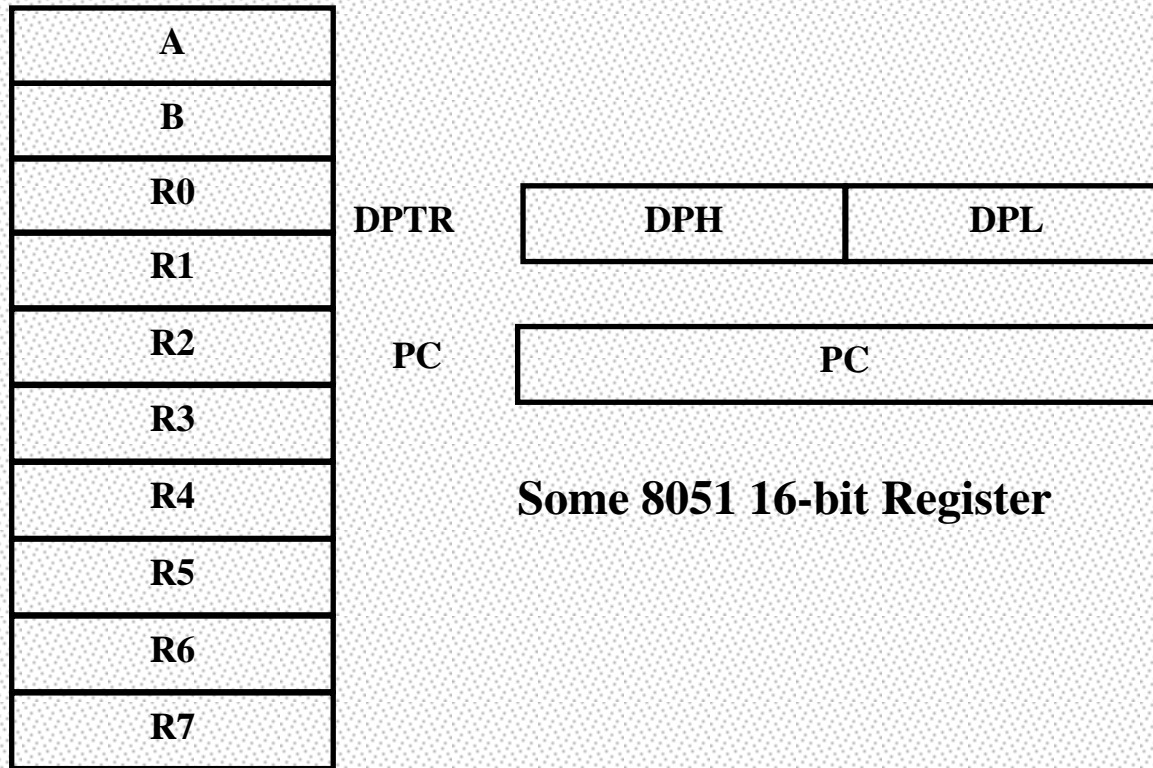 A
B
R0
R1
R2
R3
R4
R5
R6
R7
DPTR DPH DPL
PC PC
Some 8051 16-bit Register